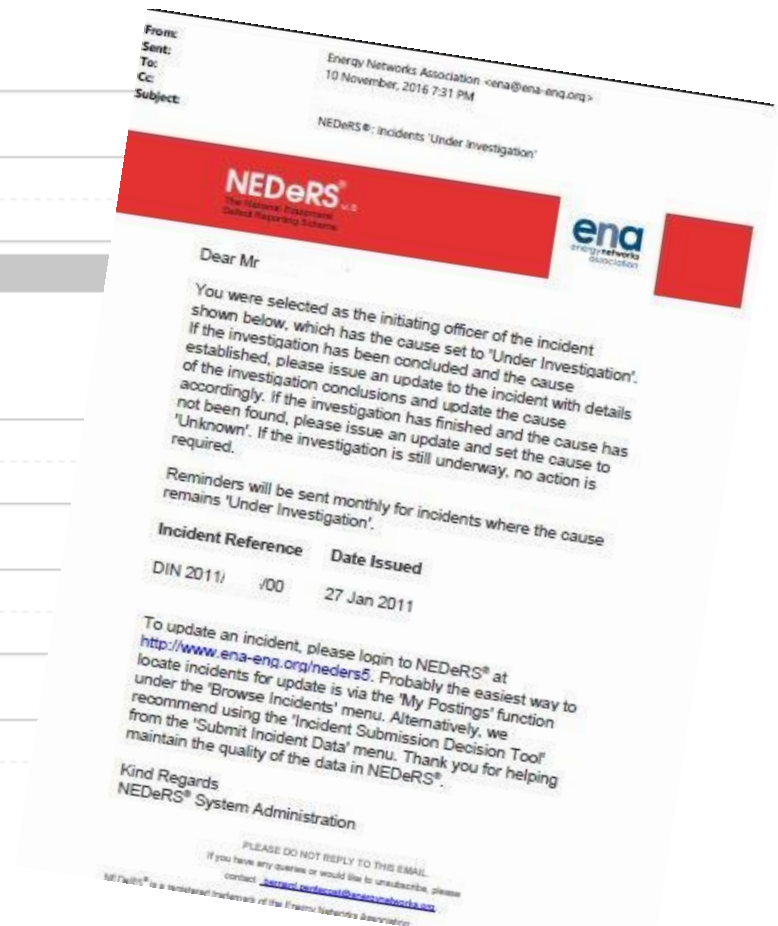 From:
Sent:
To:
Cc:
Subject:
Energy Networks Association <ena@ena-eng.org>
10 November, 2016 7:31 PM
NEDeRS®: Incidents 'Under Investigation'
NEDeRS®
The National Equipment
Defect Reporting Scheme
ena
energynetworks
association
Dear Mr
You were selected as the initiating officer of the incident
shown below, which has the cause set to 'Under Investigation'.
If the investigation has been concluded and the cause
established, please issue an update to the incident with details
of the investigation conclusions and update the cause
accordingly. If the investigation has finished and the cause has
not been found, please issue an update and set the cause to
'Unknown'. If the investigation is still underway, no action is
required.
Reminders will be sent monthly for incidents where the cause
remains 'Under Investigation'.
Incident Reference Date Issued
DIN 2011/ /00 27 Jan 2011
To update an incident, please login to NEDeRS® at
http://www.ena-eng.org/neders5. Probably the easiest way to
locate incidents for update is via the 'My Postings' function
under the 'Browse Incidents' menu. Alternatively, we
recommend using the 'Incident Submission Decision Tool'
from the 'Submit Incident Data' menu. Thank you for helping
maintain the quality of the data in NEDeRS®.
Kind Regards
NEDeRS® System Administration
PLEASE DO NOT REPLY TO THIS EMAIL.
If you have any queries or would like to unsubscribe, please
contact
NEDeRS® is a registered trademark of the Energy Networks Association